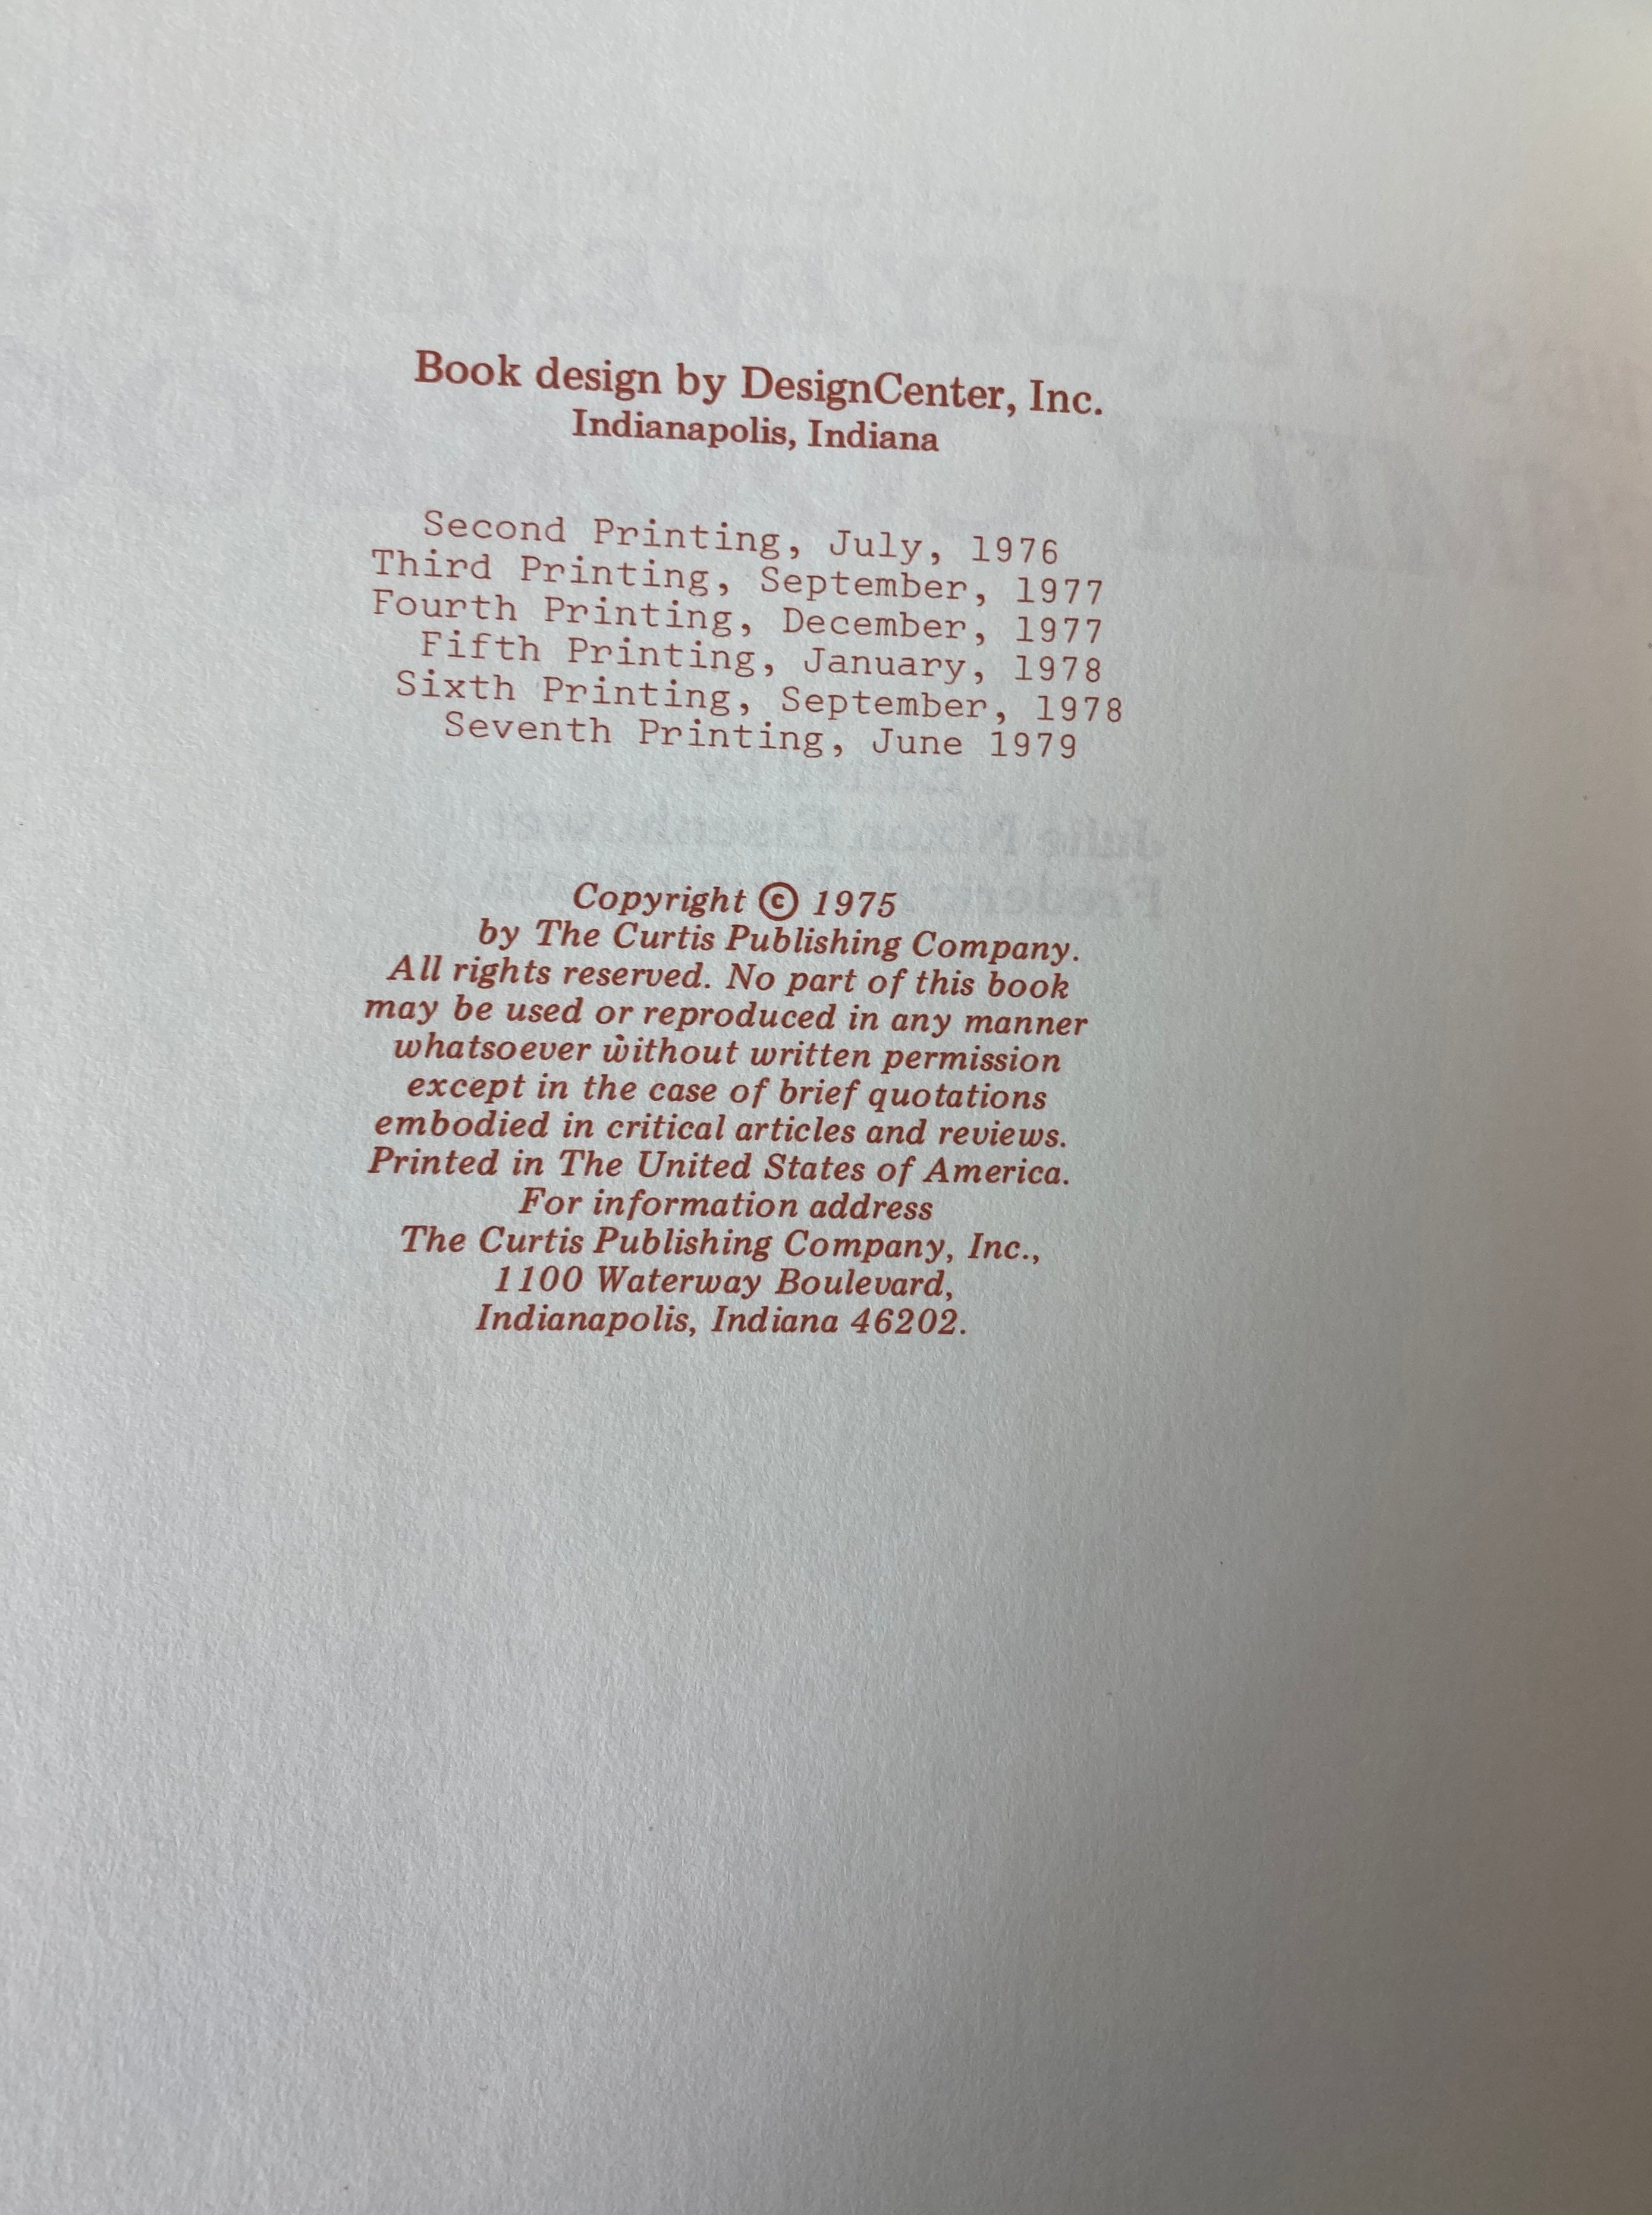 Book design by DesignCenter, Inc.
Indianapolis, Indiana
Second Printing, July, 1976
Third Printing, September, 1977
Fourth Printing, December, 1977
Fifth Printing, January, 1978
Sixth Printing, September, 1978
Seventh Printing, June 1979
Copyright © 1975
by The Curtis Publishing Company.
All rights reserved. No part of this book
may be used or reproduced in any manner
whatsoever without written permission
except in the case of brief quotations
embodied in critical articles and reviews.
Printed in The United States of America.
For information address
The Curtis Publishing Company, Inc.,
1100 Waterway Boulevard,
Indianapolis, Indiana 46202.